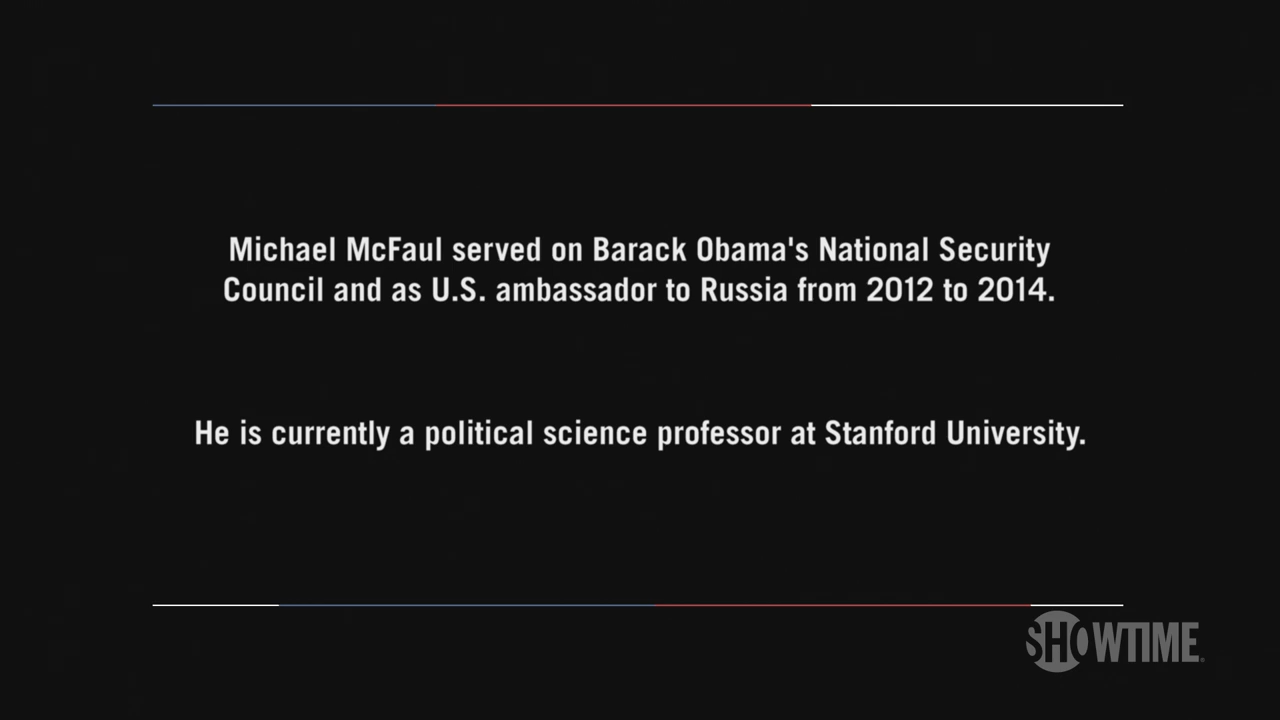 Michael McFaul served on Barack Obama's National Security
Council and as U.S. ambassador to Russia from 2012 to 2014.
He is currently a political science professor at Stanford University.
SHOWTIME